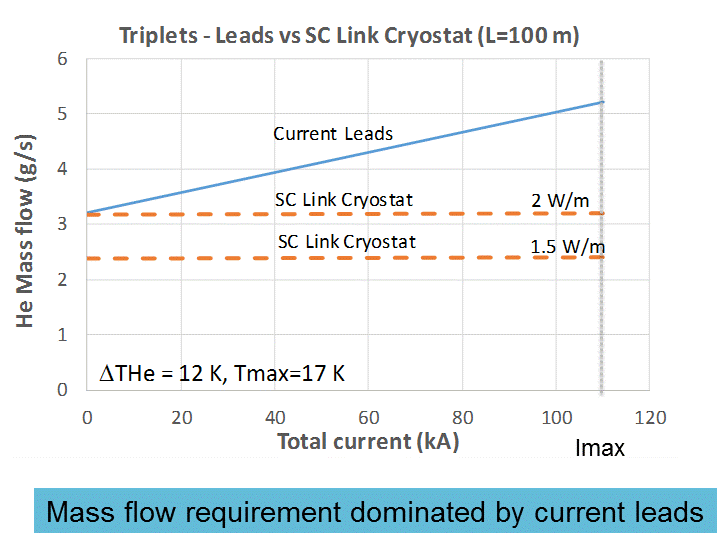 Triplets - Leads vs SC Link Cryostat (L=100 m)
6
5
4
3
2
1
0
He Mass flow (g/s)
Current Leads
SC Link Cryostat
2 W/m
SC Link Cryostat
1.5 W/m
∆THe = 12 K, Tmax=17 K
0
20
40
60
80
100
120
Total current (kA)
Imax
Mass flow requirement dominated by current leads